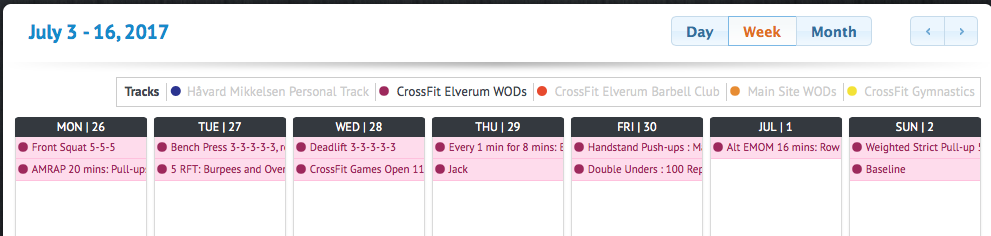 July 3 - 16, 2017
Day Week Month
Tracks Håvard Mikkelsen Personal Track CrossFit Elverum WODs CrossFit Elverum Barbell Club Main Site WODs CrossFit Gymnastics
MON | 26 TUE | 27 WED | 28 THU | 29 FRI | 30 JUL | 1 SUN | 2
Front Squat 5-5-5 Bench Press 3-3-3-3-3, Deadlift 3-3-3-3-3 Every 1 min for 8 mins: Handstand Push-ups : Alt EMOM 16 mins: Row Weighted Strict Pull-up
AMRAP 20 mins: Pull-ups 5 RFT: Burpees and Over CrossFit Games Open 11 Jack Double Unders : 100 Rep Baseline